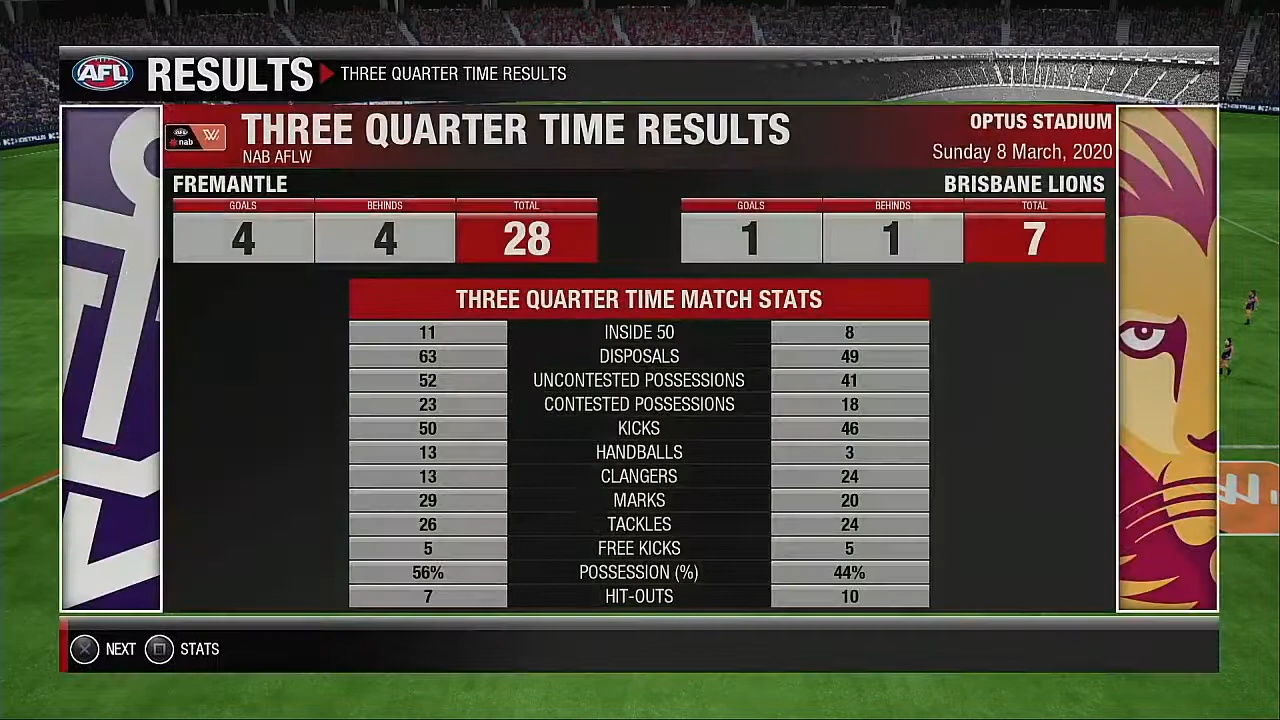 AFL RESULTS THREE QUARTER TIME RESULTS
AFLW
nab
THREE QUARTER TIME RESULTS
NAB AFLW
OPTUS STADIUM
Sunday 8 March, 2020
FREMANTLE
BRISBANE LIONS
GOALS BEHINDS TOTAL GOALS BEHINDS TOTAL
4 4 28 1 1 7
THREE QUARTER TIME MATCH STATS
11 INSIDE 50 8
63 DISPOSALS 49
52 UNCONTESTED POSSESSIONS 41
23 CONTESTED POSSESSIONS 18
50 KICKS 46
13 HANDBALLS 3
13 CLANGERS 24
29 MARKS 20
26 TACKLES 24
5 FREE KICKS 5
56% POSSESSION (%) 44%
7 HIT-OUTS 10
NEXT STATS